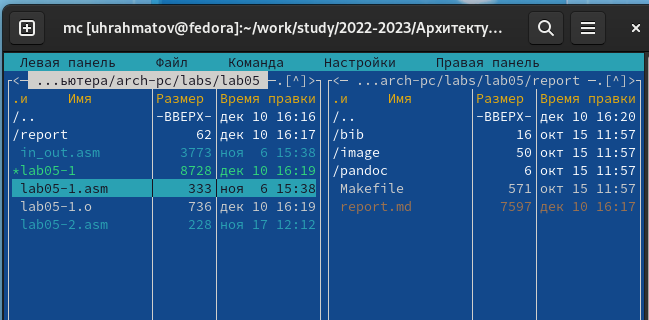 mc [uhrahmatov@fedora]:~/work/study/2022-2023/Архитекту...
Левая панель Файл Команда Настройки Правая панель
<— ...ьютера/arch-pc/labs/lab05 —.[^]> <— ...arch-pc/labs/lab05/report —.[^]>
.и Имя Размер Время правки .и Имя Размер Время правки
/.. -ВВЕРХ- дек 10 16:16 /.. -ВВЕРХ- дек 10 16:20
/report 62 дек 10 16:17 /bib 16 окт 15 11:57
in_out.asm 3773 ноя 6 15:38 /image 50 окт 15 11:57
*lab05-1 8728 дек 10 16:19 /pandoc 6 окт 15 11:57
lab05-1.asm 333 ноя 6 15:38 Makefile 571 окт 15 11:57
lab05-1.o 736 дек 10 16:19 report.md 7597 дек 10 16:17
lab05-2.asm 228 ноя 17 12:12